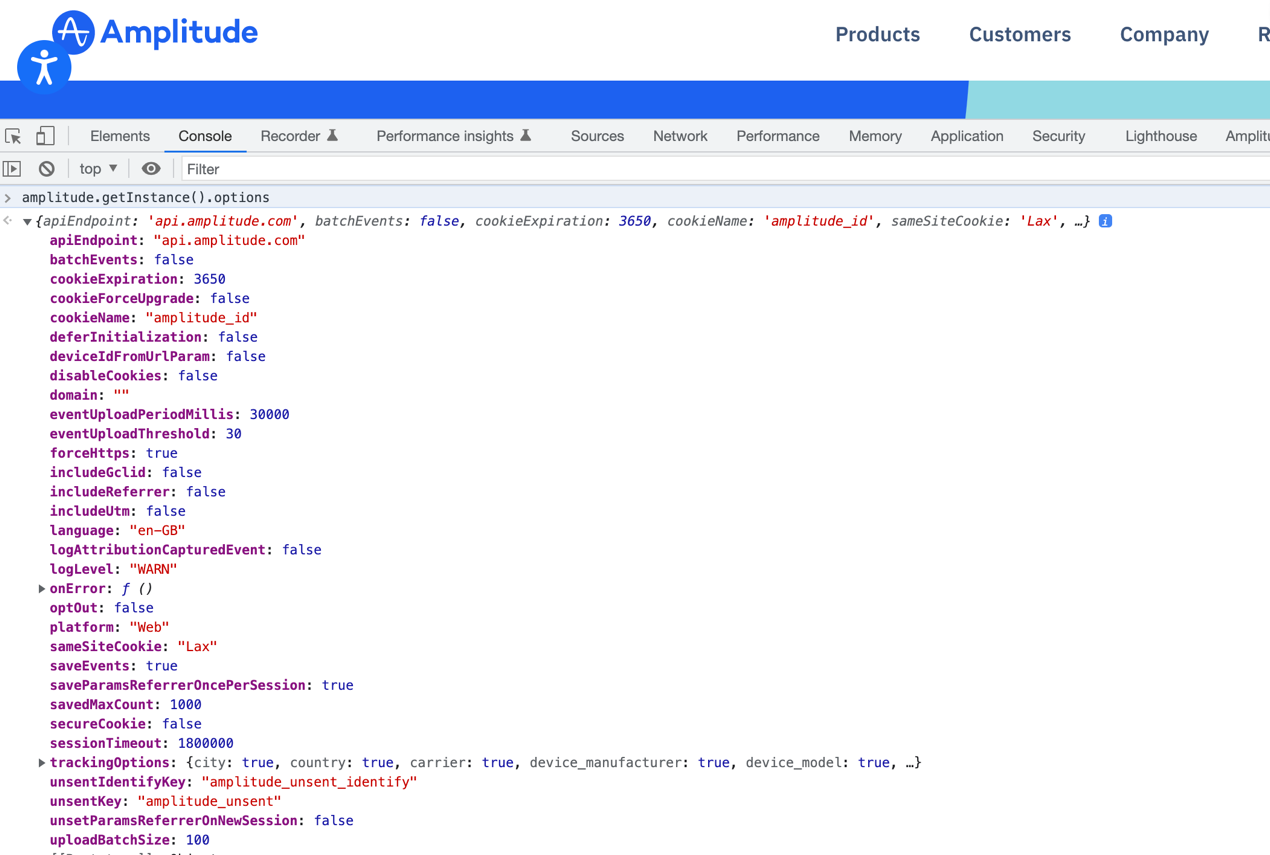 Amplitude
Products Customers Company R
Elements Console Recorder Performance insights Sources Network Performance Memory Application Security Lighthouse Amplitu
top ▼ Filter
> amplitude.getInstance().options
{apiEndpoint: 'api.amplitude.com', batchEvents: false, cookieExpiration: 3650, cookieName: 'amplitude_id', sameSiteCookie: 'Lax', …} i
apiEndpoint: "api.amplitude.com"
batchEvents: false
cookieExpiration: 3650
cookieForceUpgrade: false
cookieName: "amplitude_id"
deferInitialization: false
deviceIdFromUrlParam: false
disableCookies: false
domain: ""
eventUploadPeriodMillis: 30000
eventUploadThreshold: 30
forceHttps: true
includeGclid: false
includeReferrer: false
includeUtm: false
language: "en-GB"
logAttributionCapturedEvent: false
logLevel: "WARN"
onError: ƒ ()
optOut: false
platform: "Web"
sameSiteCookie: "Lax"
saveEvents: true
saveParamsReferrerOncePerSession: true
savedMaxCount: 1000
secureCookie: false
sessionTimeout: 1800000
trackingOptions: {city: true, country: true, carrier: true, device_manufacturer: true, device_model: true, …}
unsentIdentifyKey: "amplitude_unsent_identify"
unsentKey: "amplitude_unsent"
unsetParamsReferrerOnNewSession: false
uploadBatchSize: 100